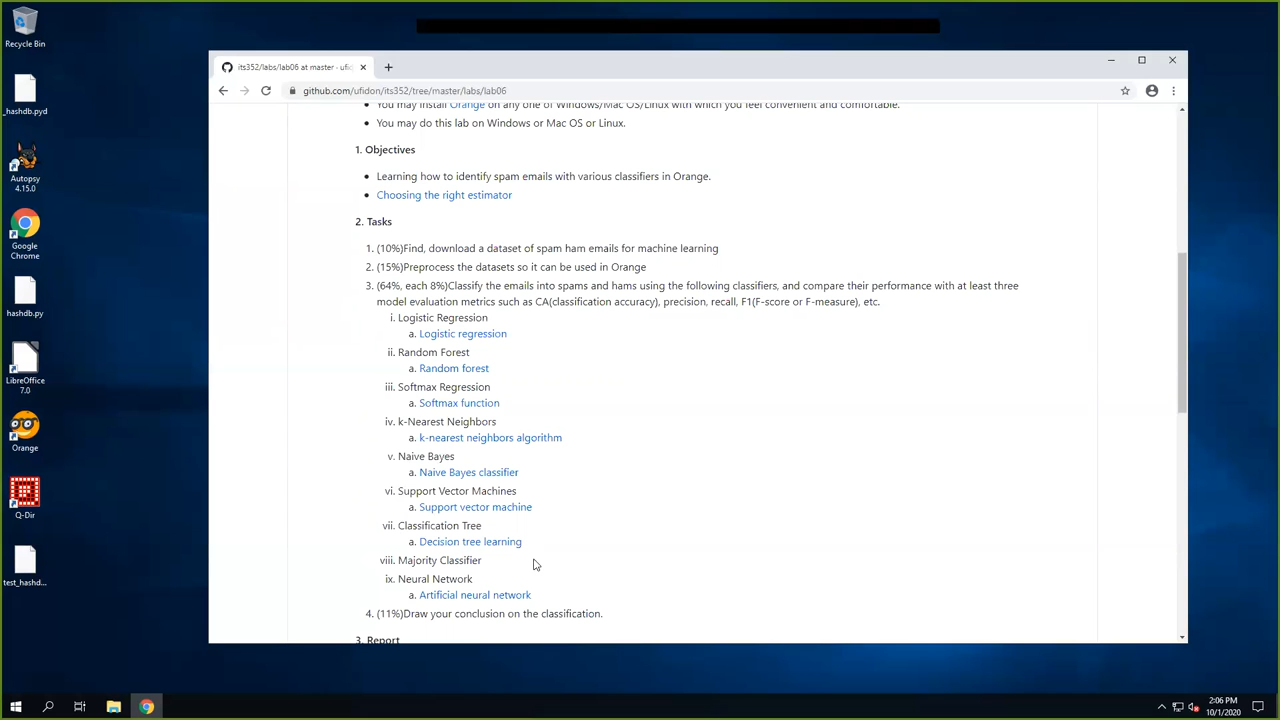 Recycle Bin
_hashdb.pyd
Autopsy
4.15.0
Google
Chrome
hashdb.py
LibreOffice
7.0
Orange
Q-Dir
test_hashd...
its352/labs/lab06 at master · ufid
github.com/ufidon/its352/tree/master/labs/lab06
You may install Orange on any one of Windows/Mac OS/Linux with which you feel convenient and comfortable.
You may do this lab on Windows or Mac OS or Linux.
1. Objectives
Learning how to identify spam emails with various classifiers in Orange.
Choosing the right estimator
2. Tasks
1. (10%)Find, download a dataset of spam ham emails for machine learning
2. (15%)Preprocess the datasets so it can be used in Orange
3. (64%, each 8%)Classify the emails into spams and hams using the following classifiers, and compare their performance with at least three
model evaluation metrics such as CA(classification accuracy), precision, recall, F1(F-score or F-measure), etc.
i. Logistic Regression
a. Logistic regression
ii. Random Forest
a. Random forest
iii. Softmax Regression
a. Softmax function
iv. k-Nearest Neighbors
a. k-nearest neighbors algorithm
v. Naive Bayes
a. Naive Bayes classifier
vi. Support Vector Machines
a. Support vector machine
vii. Classification Tree
a. Decision tree learning
viii. Majority Classifier
ix. Neural Network
a. Artificial neural network
4. (11%)Draw your conclusion on the classification.
3. Report
2:06 PM
10/1/2020